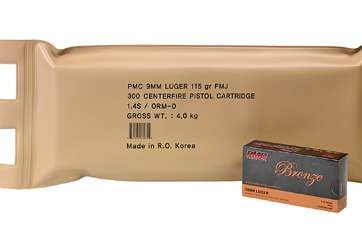 PMC 9MM LUGER 115 gr FMJ
300 CENTERFIRE PISTOL CARTRIDGE
1.4S / ORM-D
GROSS WT. : 4.0 kg
Made in R.O. Korea
PMC
Bronze
9MM LUGER